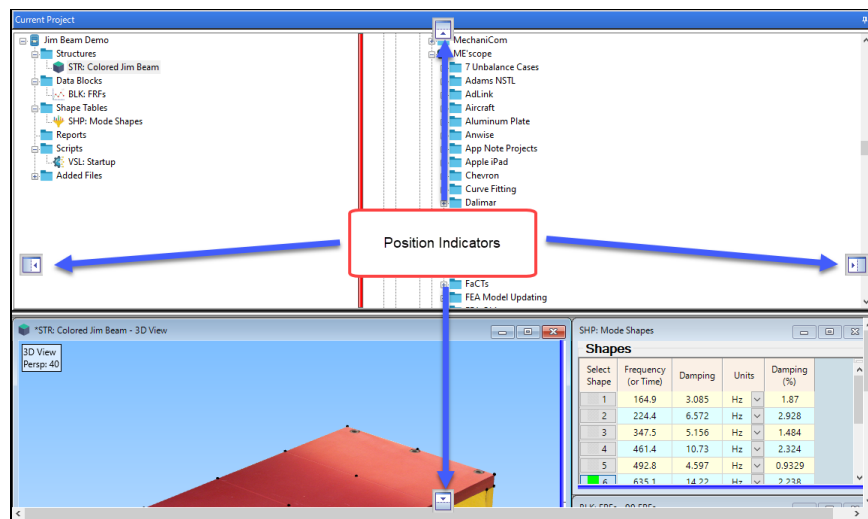 Current Project
Jim Beam Demo
Structures
STR: Colored Jim Beam
Data Blocks
BLK: FRFs
Shape Tables
SHP: Mode Shapes
Reports
Scripts
VSL: Startup
Added Files
MechaniCom
ME'scope
7 Unbalance Cases
Adams NSTL
AdLink
Aircraft
Aluminum Plate
Anwise
App Note Projects
Apple iPad
Chevron
Curve Fitting
Dalimar
Position Indicators
FaCTs
FEA Model Updating
*STR: Colored Jim Beam - 3D View
3D View
Persp: 40
SHP: Mode Shapes
Shapes
Select Shape Frequency (or Time) Damping Units Damping (%)
1 164.9 3.085 Hz 1.87
2 224.4 6.572 Hz 2.928
3 347.5 5.156 Hz 1.484
4 461.4 10.73 Hz 2.324
5 492.8 4.597 Hz 0.9329
6 635.1 14.22 Hz 2.238